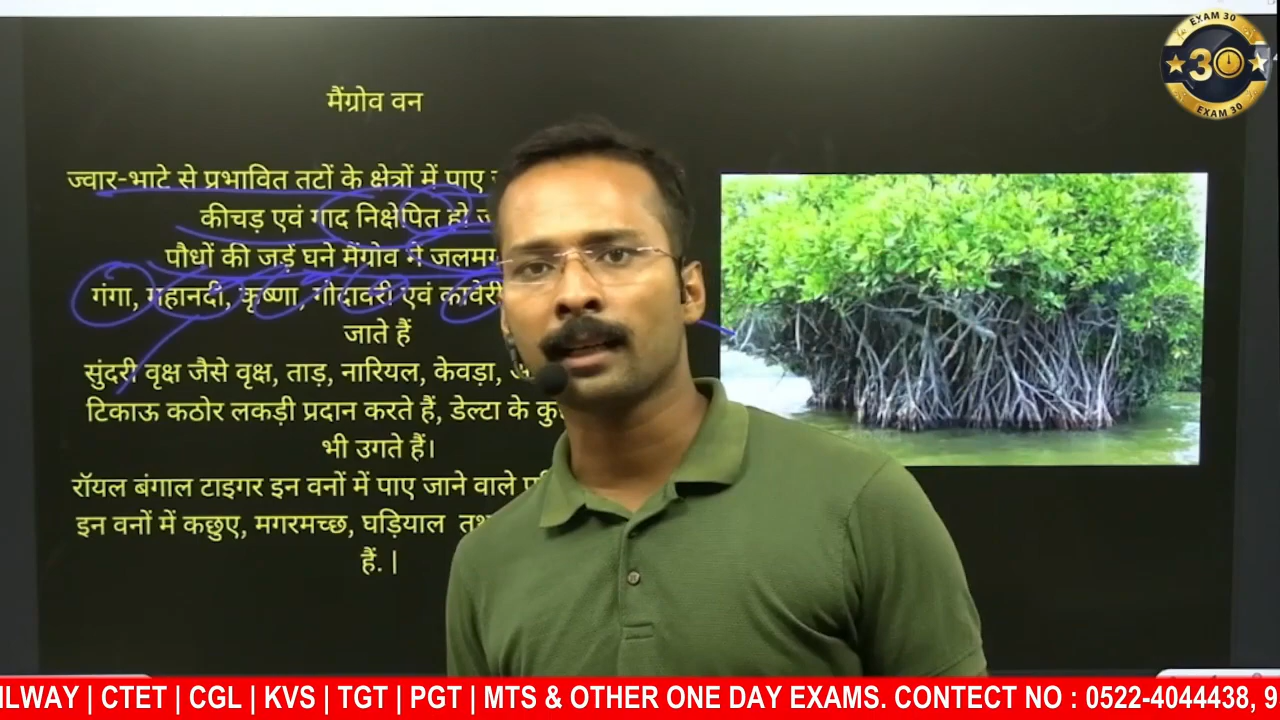 EXAM 30
30
EXAM 30
मैंग्रोव वन
ज्वार-भाटे से प्रभावित तटों के क्षेत्रों में पाए
कीचड़ एवं गाद निक्षेपित हो
पौधों की जड़ें घने मैंग्रोव में
गंगा, महानदी, कृष्णा, गोदावरी एवं कावेरी
जाते हैं
सुंदरी वृक्ष जैसे वृक्ष, ताड़, नारियल, केवड़ा,
टिकाऊ कठोर लकड़ी प्रदान करते हैं, डेल्टा के
भी उगते हैं।
रॉयल बंगाल टाइगर इन वनों में पाए जाने वाले
इन वनों में कछुए, मगरमच्छ, घड़ियाल
हैं. |
| CTET | CGL | KVS | TGT | PGT | MTS & OTHER ONE DAY EXAMS. CONTECT NO : 0522-4044438, 9